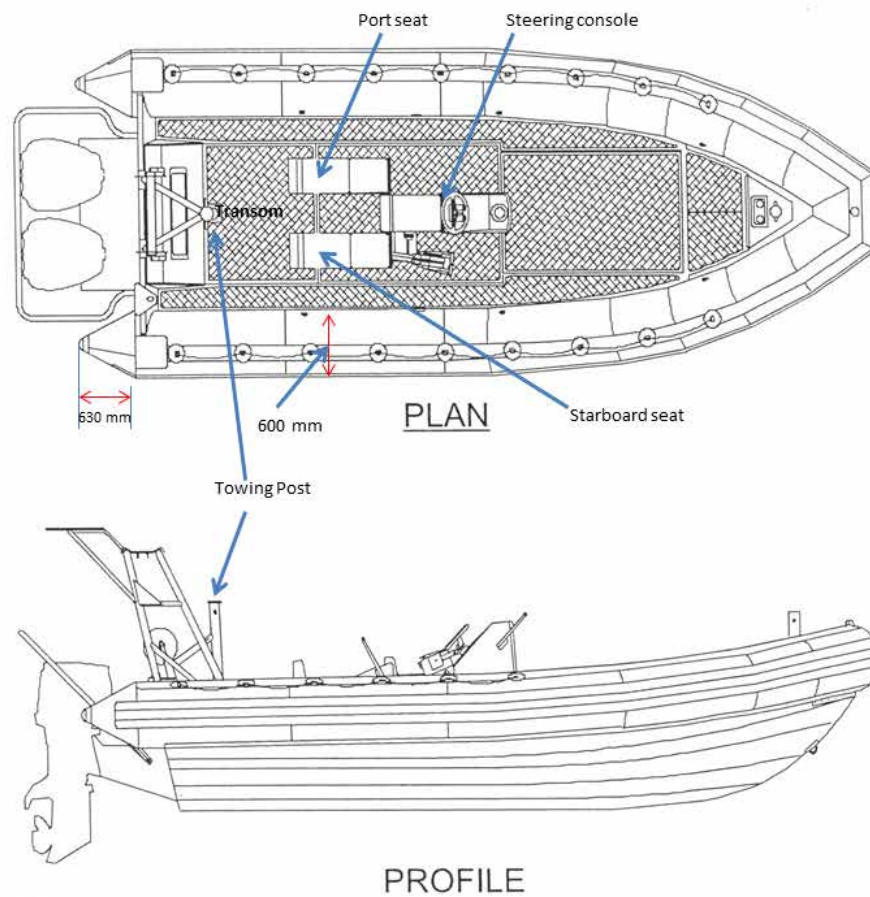 Port seat
Steering console
Transom
630 mm
600 mm
PLAN
Starboard seat
Towing Post
PROFILE